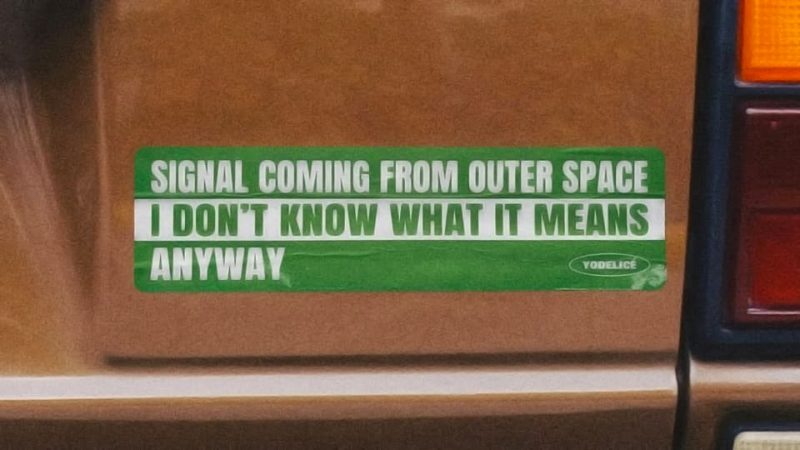 SIGNAL COMING FROM OUTER SPACE
I DON'T KNOW WHAT IT MEANS
ANYWAY
YODELICE